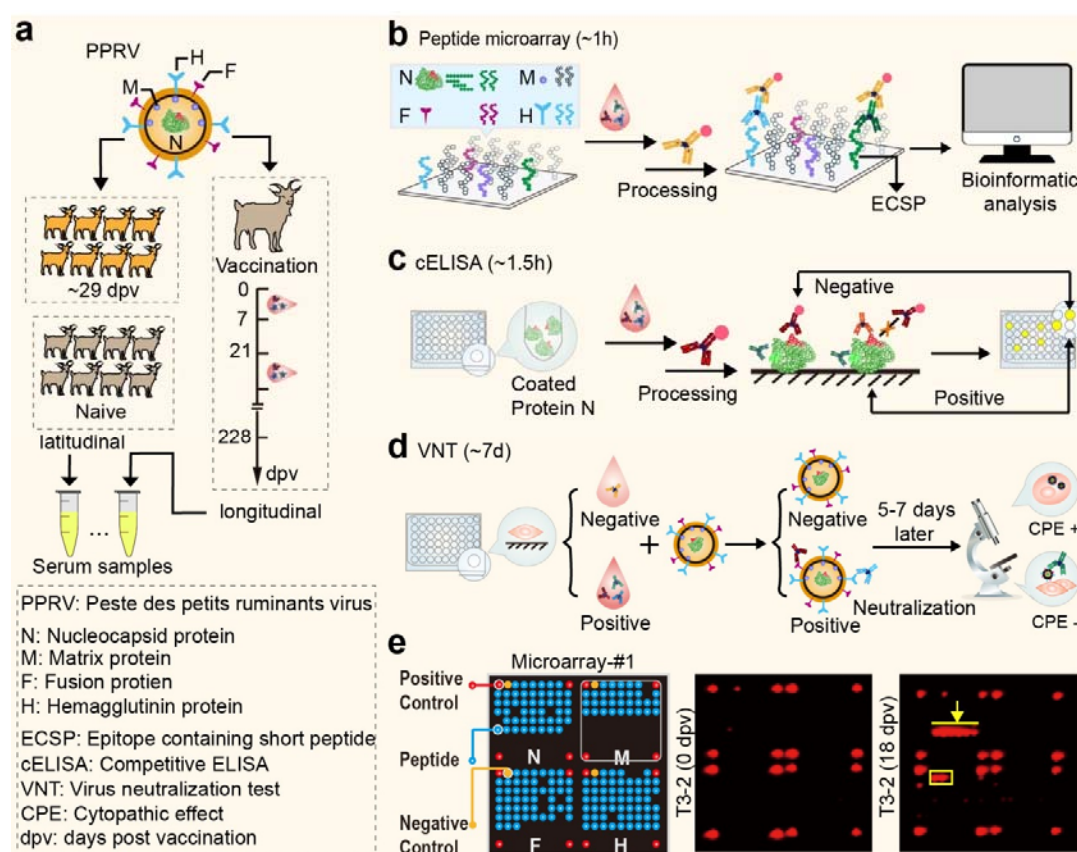 a
PPRV
H
F
M
N
~29 dpv
Naive
latitudinal
Vaccination
0
7
21
228
dpv
longitudinal
...
Serum samples
PPRV: Peste des petits ruminants virus
N: Nucleocapsid protein
M: Matrix protein
F: Fusion protien
H: Hemagglutinin protein
ECSP: Epitope containing short peptide
cELISA: Competitive ELISA
VNT: Virus neutralization test
CPE: Cytopathic effect
dpv: days post vaccination
b Peptide microarray (~1h)
N
M
F
H
Processing
ECSP
Bioinformatic
analysis
c cELISA (~1.5h)
Coated
Protein N
Processing
Negative
Positive
d VNT (~7d)
Negative
+
Positive
Negative
Positive
Neutralization
5-7 days
later
CPE +
CPE -
e
Microarray-#1
Positive
Control
Peptide
Negative
Control
N
M
F
H
T3-2 (0 dpv)
T3-2 (18 dpv)